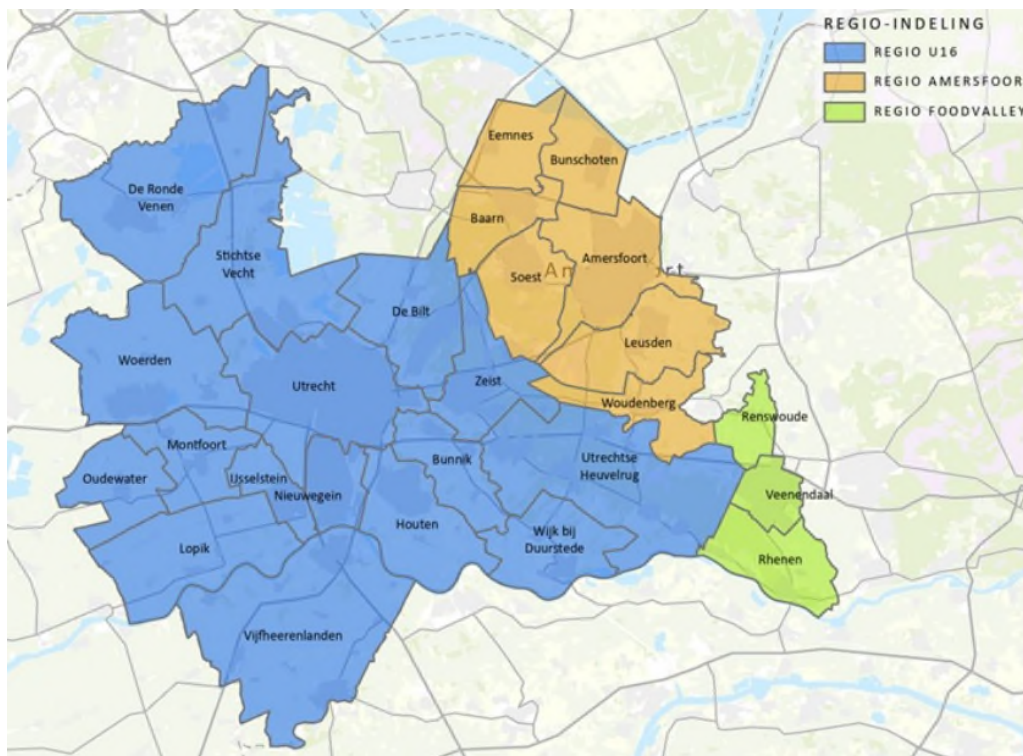 REGIO-INDELING
REGIO U16
REGIO AMERSFOOR
REGIO FOODVALLEY
Eemnes
Bunschoten
De Ronde
Venen
Baarn
Stichtse
Vecht
Soest
Amersfoort
Am
rt
De Bilt
Leusden
Woerden
Utrecht
Zeist
Woudenberg
Renswoude
Montfoort
Bunnik
Utrechtse
Heuvelrug
Oudewater
IJsselstein
Nieuwegein
Veenendaal
Houten
Wijk bij
Duurstede
Lopik
Rhenen
Vijfheerenlanden